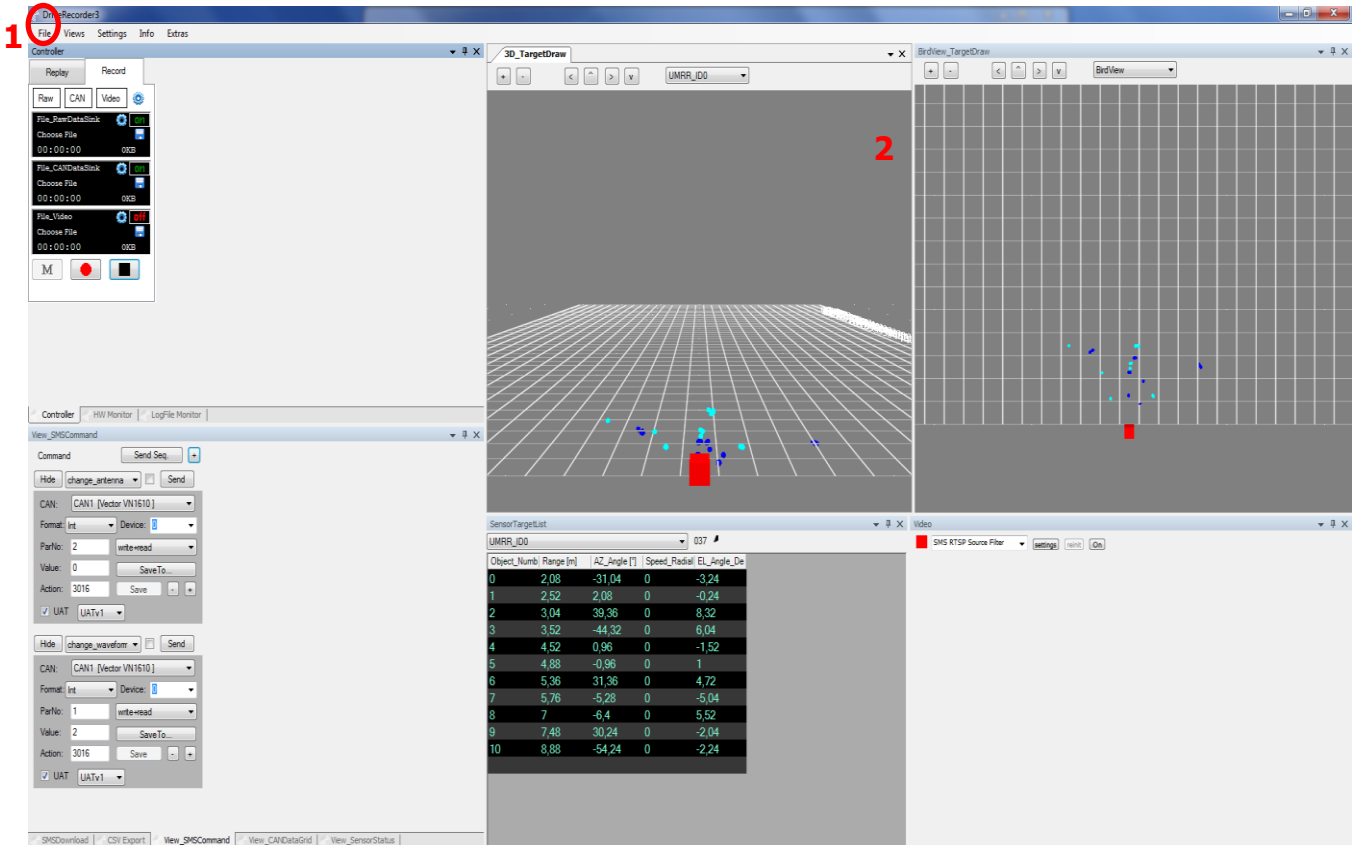 DriveRecorder3
1
File Views Settings Info Extras
Controller
Replay Record
Raw CAN Video
File_RawDataSink on
Choose File
00:00:00 0KB
File_CANDataSink on
Choose File
00:00:00 0KB
File_Video off
Choose File
00:00:00 0KB
M
Controller HW Monitor LogFile Monitor
View_SMSCommand
Command Send Seq. +
Hide change_antenna Send
CAN: CAN1 [Vector VN1610 ]
Format: Int Device: 0
ParNo: 2 write+read
Value: 0 SaveTo...
Action: 3016 Save - +
UAT UATv1
Hide change_waveform Send
CAN: CAN1 [Vector VN1610 ]
Format: Int Device: 0
ParNo: 1 write+read
Value: 2 SaveTo...
Action: 3016 Save - +
UAT UATv1
SMSDownload CSV Export View_SMSCommand View_CANDataGrid View_SensorStatus
3D_TargetDraw
+ - < ^ > v UMRR_ID0
2
BirdView_TargetDraw
+ - < ^ > v BirdView
SensorTargetList
UMRR_ID0 037
Object_Numb Range [m] AZ_Angle [°] Speed_Radial EL_Angle_De
0 2,08 -31,04 0 -3,24
1 2,52 2,08 0 -0,24
2 3,04 39,36 0 8,32
3 3,52 -44,32 0 6,04
4 4,52 0,96 0 -1,52
5 4,88 -0,96 0 1
6 5,36 31,36 0 4,72
7 5,76 -5,28 0 -5,04
8 7 -6,4 0 5,52
9 7,48 30,24 0 -2,04
10 8,88 -54,24 0 -2,24
Video
SMS RTSP Source Filter settings reinit On